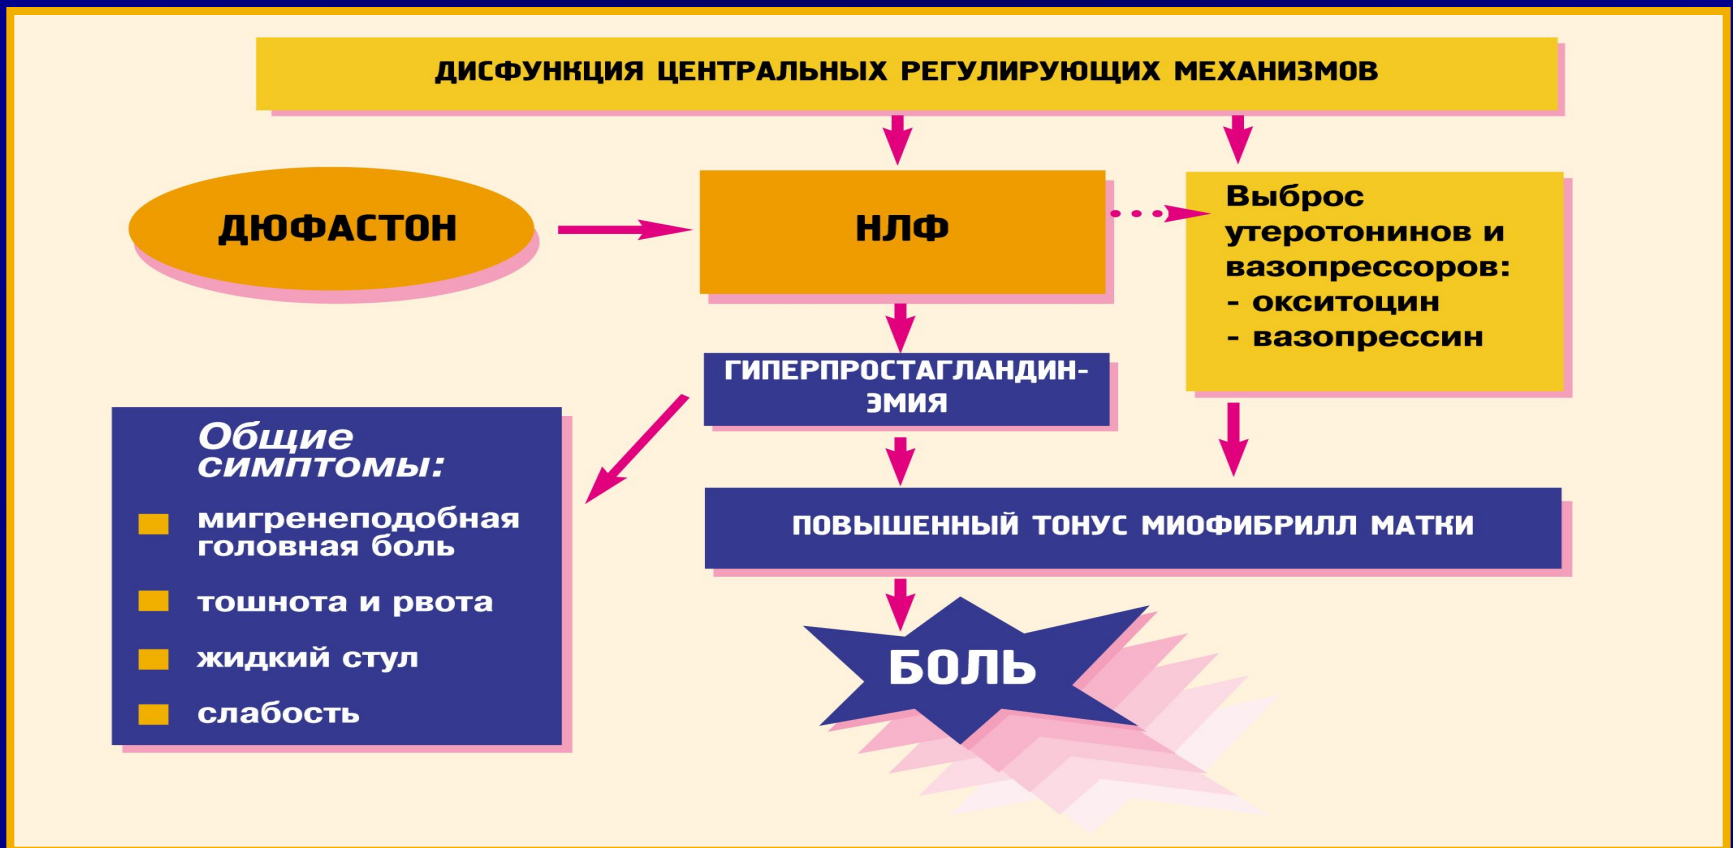 ДИСФУНКЦИЯ ЦЕНТРАЛЬНЫХ РЕГУЛИРУЮЩИХ МЕХАНИЗМОВ
ДЮФАСТОН
НЛФ
Выброс
утеротонинов и
вазопрессоров:
- окситоцин
- вазопрессин
ГИПЕРПРОСТАГЛАНДИН-
ЭМИЯ
Общие
симптомы:
мигренеподобная
головная боль
тошнота и рвота
жидкий стул
слабость
ПОВЫШЕННЫЙ ТОНУС МИОФИБРИЛЛ МАТКИ
БОЛЬ